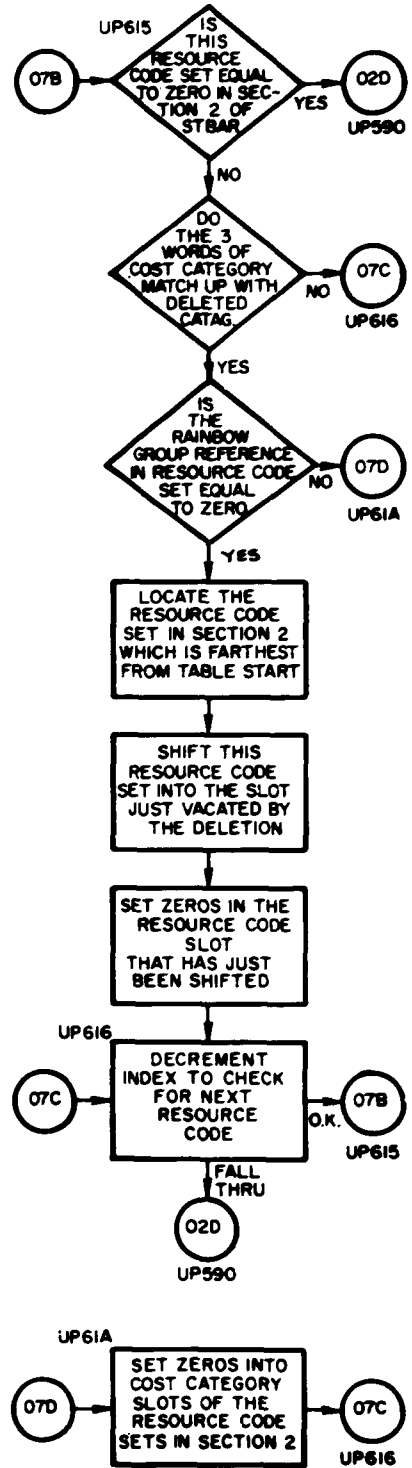 UP615
07B
IS
THIS
RESOURCE
CODE SET EQUAL
TO ZERO IN SEC-
TION 2 OF
STBAR
YES
02D
UP590
NO
DO
THE 3
WORDS OF
COST CATEGORY
MATCH UP WITH
DELETED
CATAG.
NO
07C
UP616
YES
IS
THE
RAINBOW
GROUP REFERENCE
IN RESOURCE CODE
SET EQUAL
TO ZERO
NO
07D
UP61A
YES
LOCATE THE
RESOURCE CODE
SET IN SECTION 2
WHICH IS FARTHEST
FROM TABLE START
SHIFT THIS
RESOURCE CODE
SET INTO THE SLOT
JUST VACATED BY
THE DELETION
SET ZEROS IN THE
RESOURCE CODE
SLOT
THAT HAS JUST
BEEN SHIFTED
UP616
07C
DECREMENT
INDEX TO CHECK
FOR NEXT
RESOURCE
CODE
O.K.
07B
UP615
FALL
THRU
02D
UP590
UP61A
07D
SET ZEROS INTO
COST CATEGORY
SLOTS OF THE
RESOURCE CODE
SETS IN SECTION 2
07C
UP616